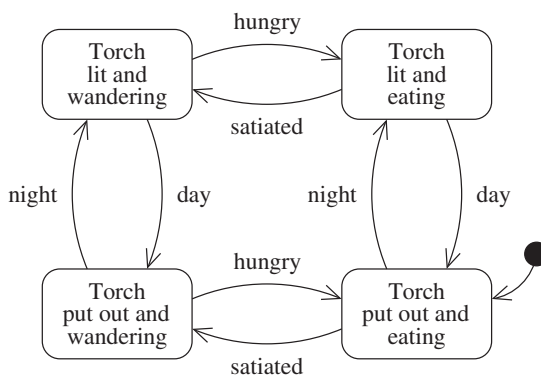 hungry
Torch
lit and
wandering
Torch
lit and
eating
satiated
night
day
night
day
hungry
Torch
put out and
wandering
Torch
put out and
eating
satiated